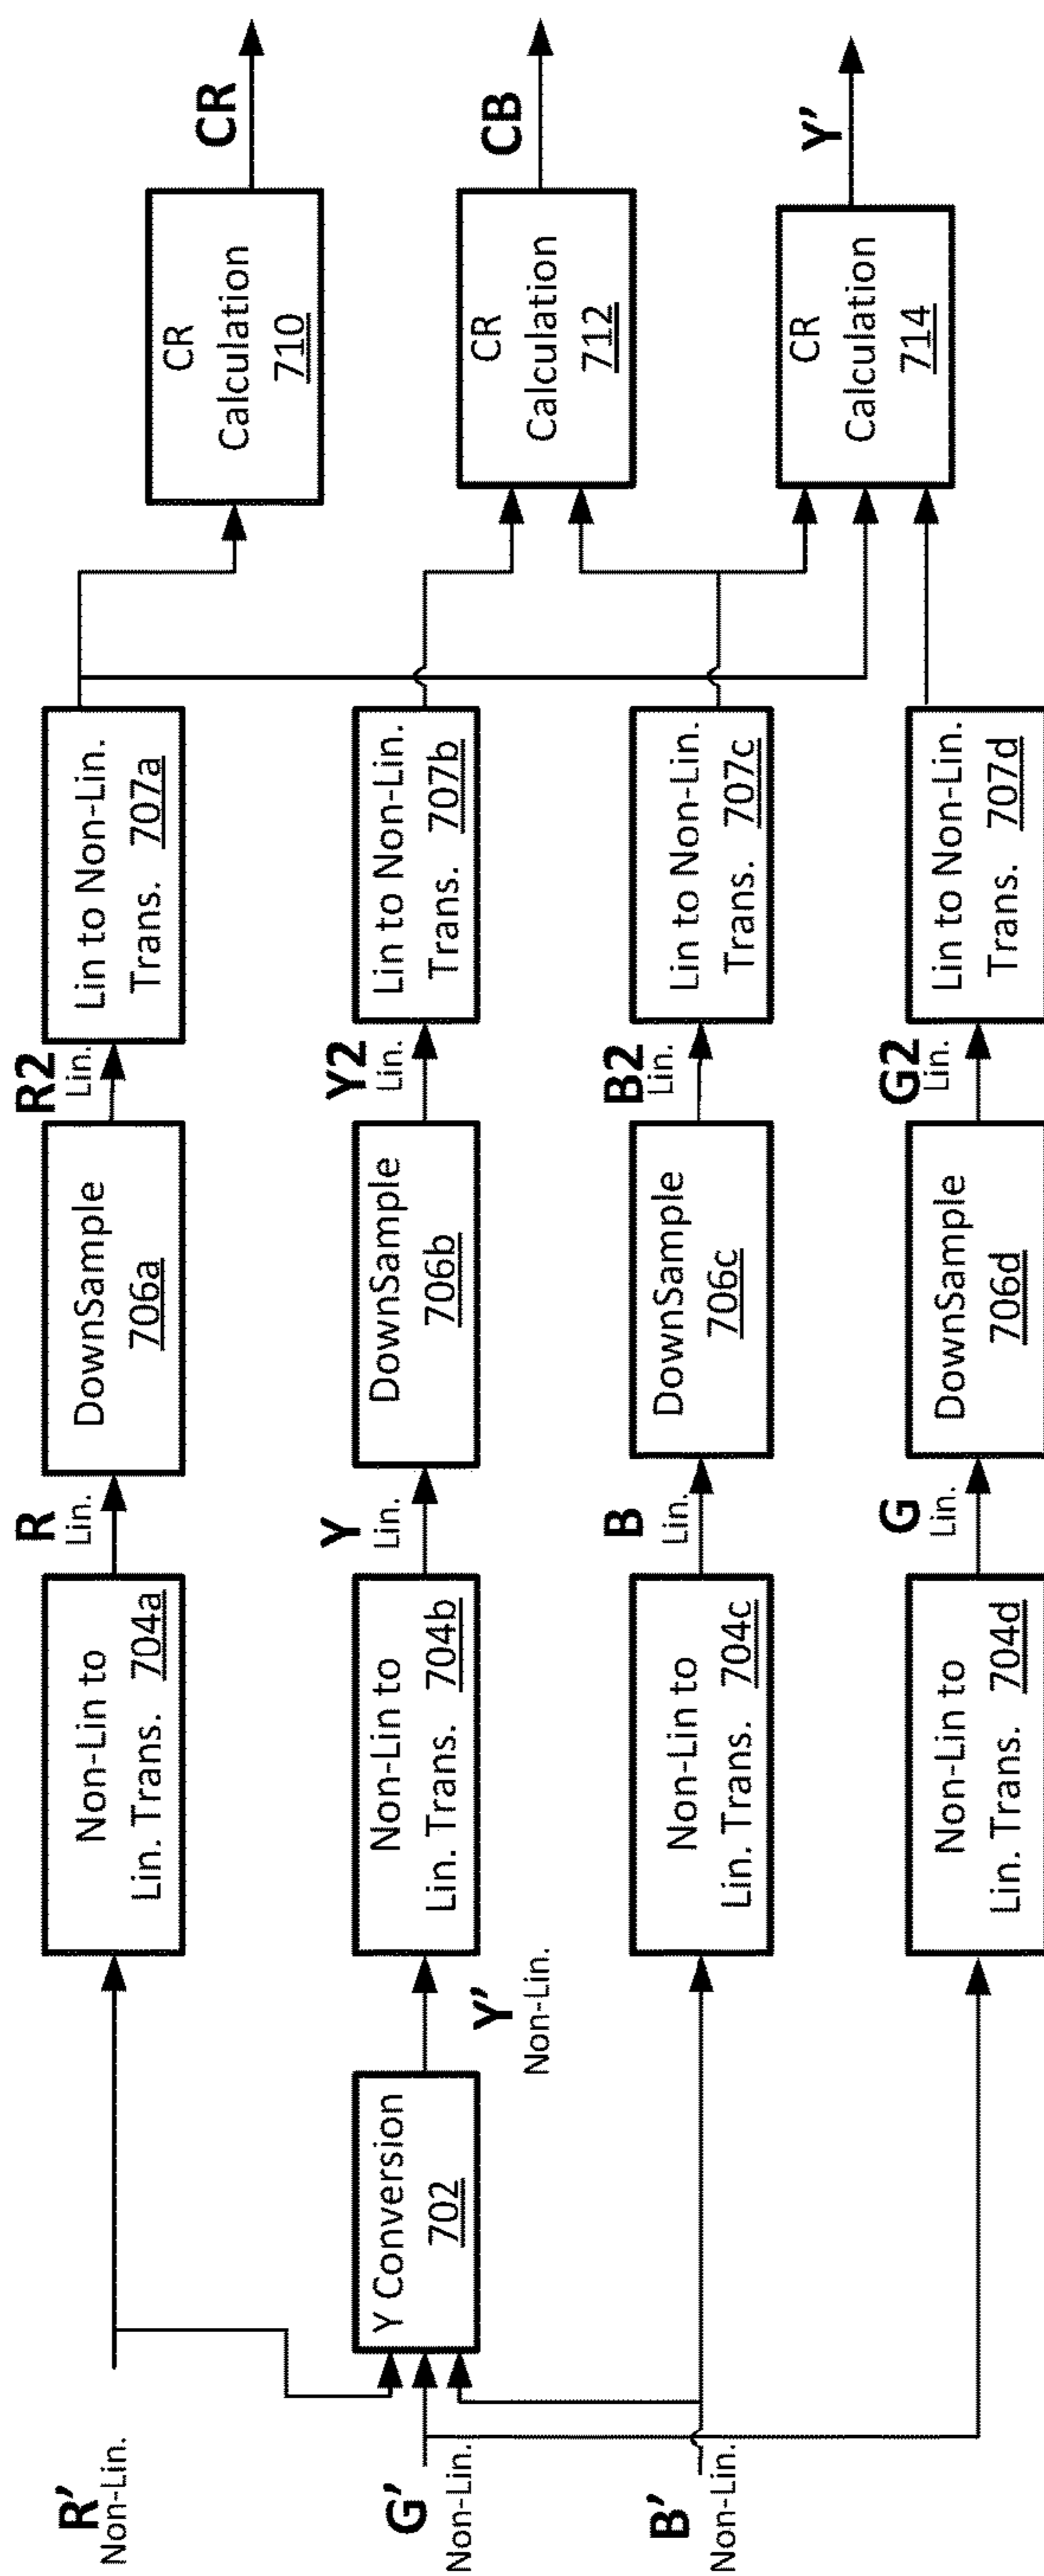 R'
Non-Lin.
G'
Non-Lin.
B'
Non-Lin.
Y Conversion
702
Y'
Non-Lin.
Non-Lin to
Lin. Trans. 704a
Non-Lin to
Lin. Trans. 704b
Non-Lin to
Lin. Trans. 704c
Non-Lin to
Lin. Trans. 704d
R
Lin.
Y
Lin.
B
Lin.
G
Lin.
DownSample
706a
DownSample
706b
DownSample
706c
DownSample
706d
R2
Lin.
Y2
Lin.
B2
Lin.
G2
Lin.
Lin to Non-Lin.
Trans. 707a
Lin to Non-Lin.
Trans. 707b
Lin to Non-Lin.
Trans. 707c
Lin to Non-Lin.
Trans. 707d
CR
Calculation
710
CR
Calculation
712
CR
Calculation
714
CR
CB
Y'